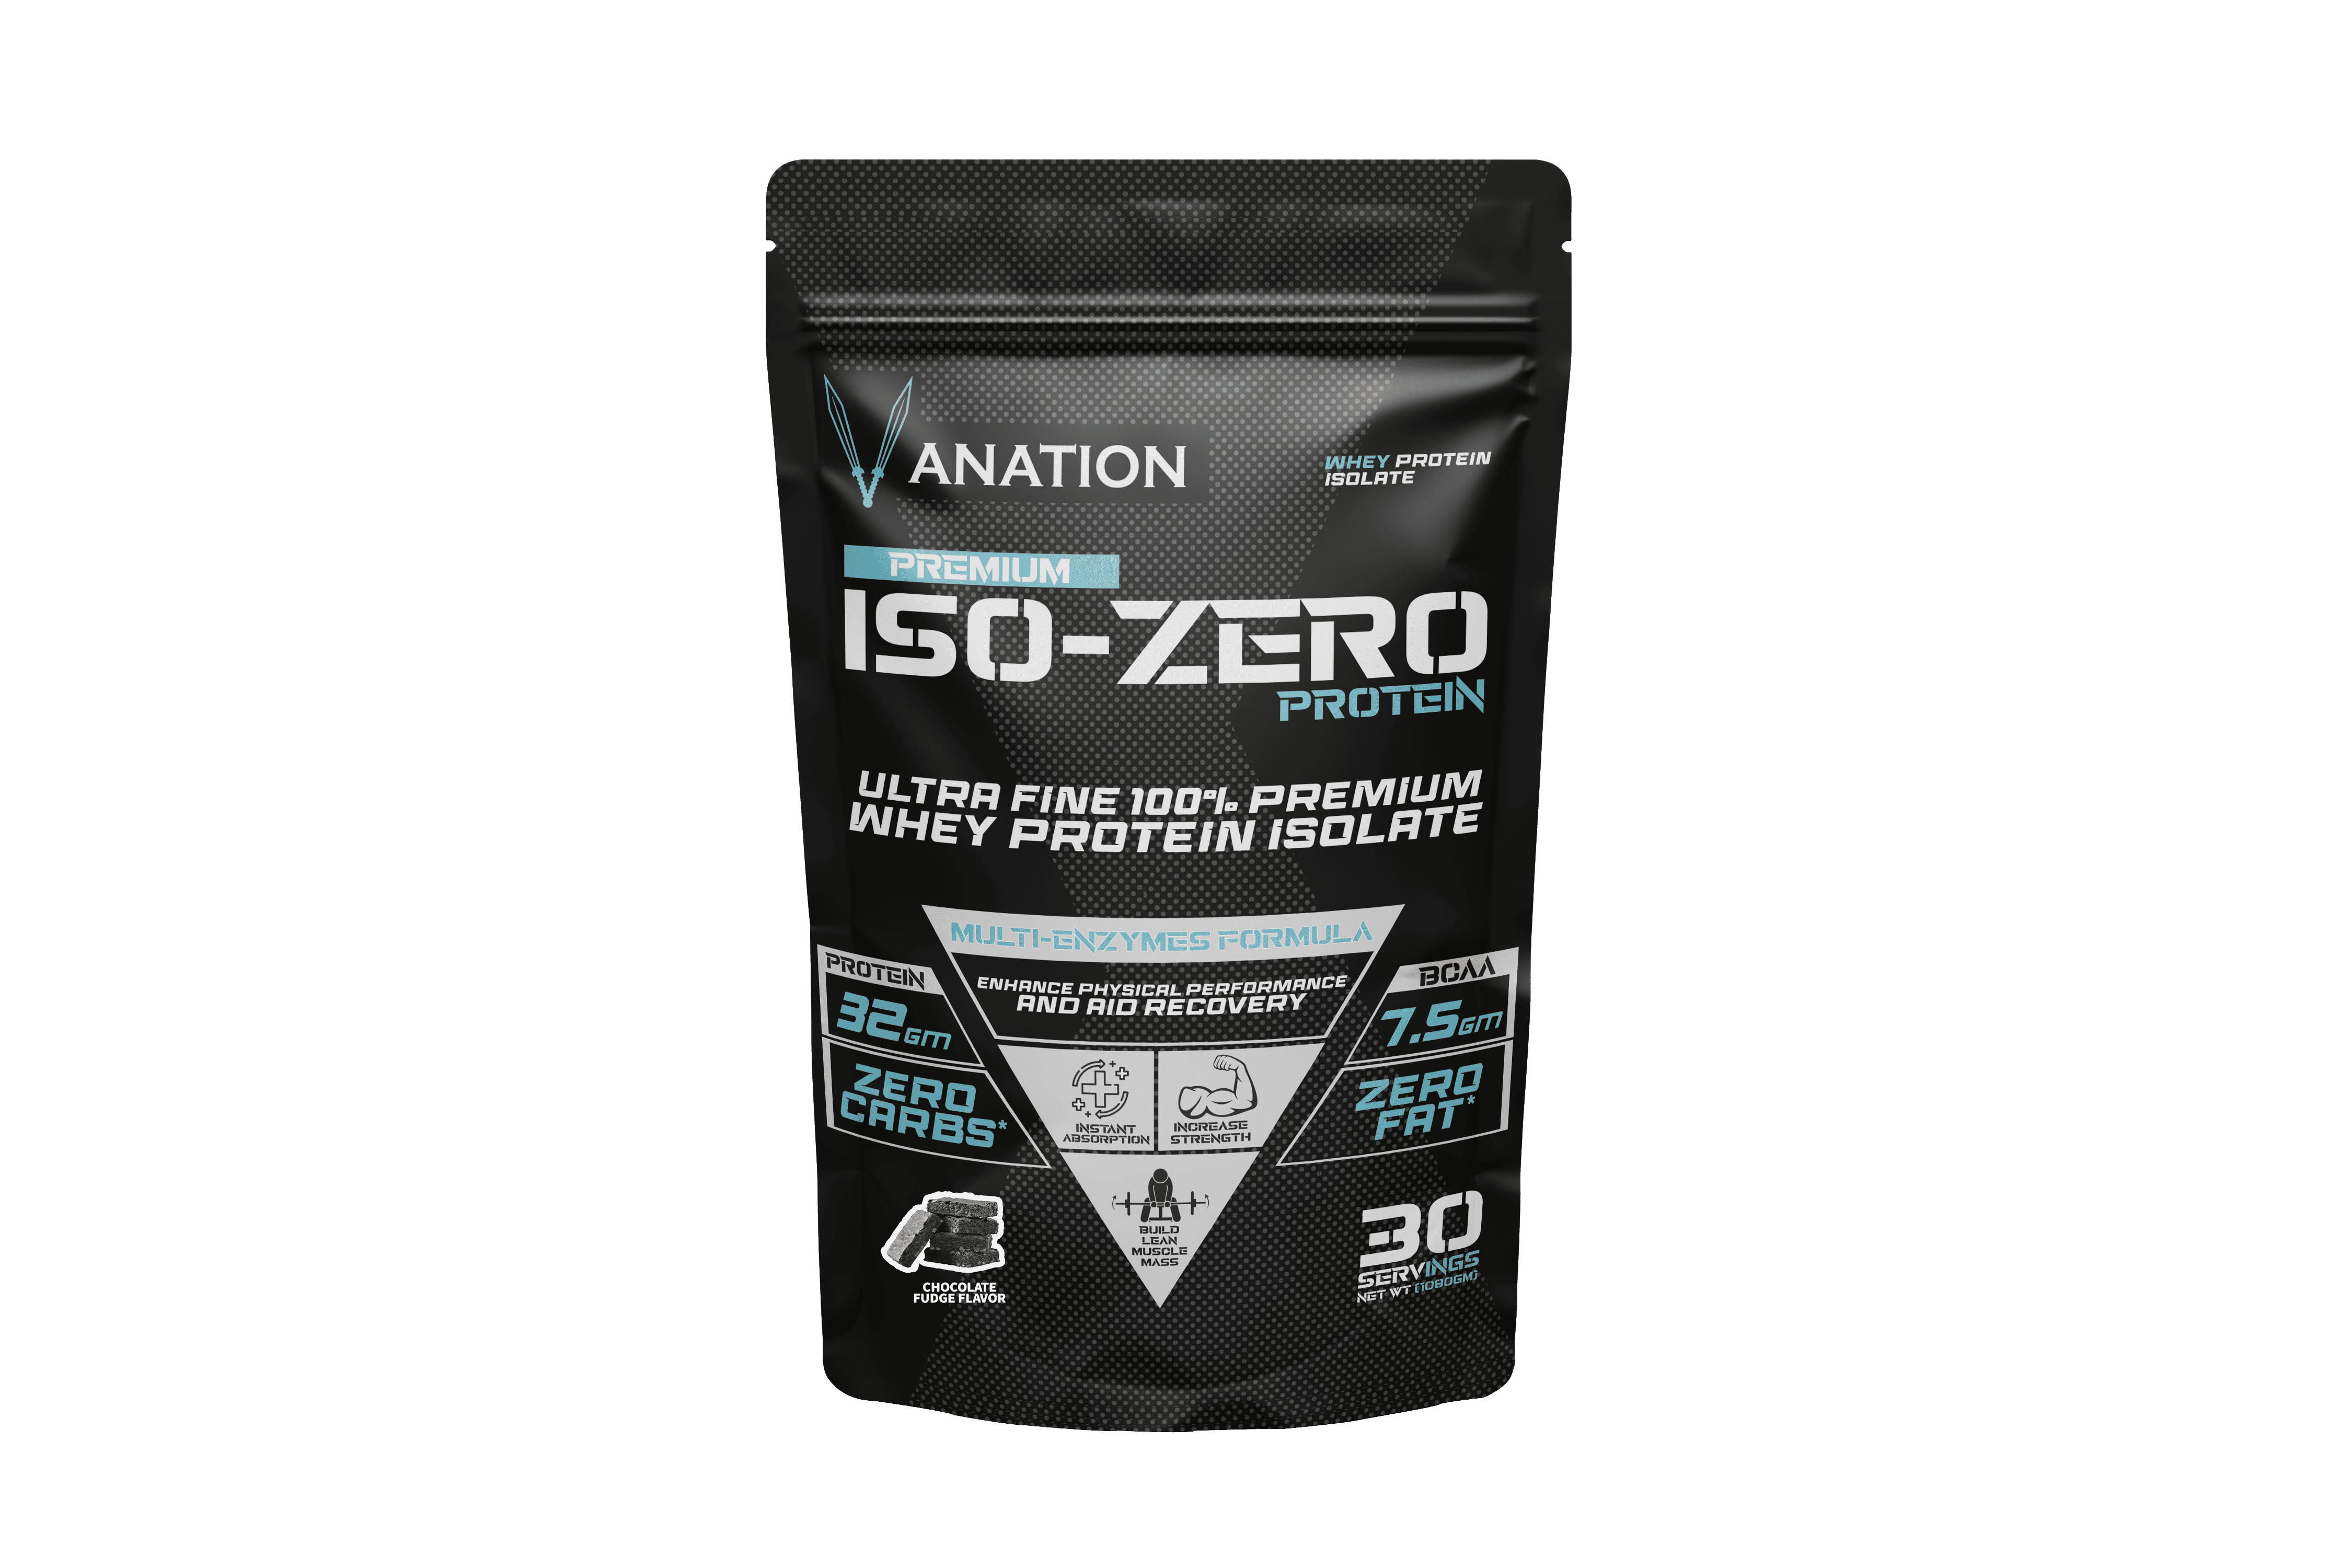 VANATION
WHEY PROTEIN
ISOLATE
PREMIUM
ISO-ZERO
PROTEIN
ULTRA FINE 100% PREMIUM
WHEY PROTEIN ISOLATE
MULTI-ENZYMES FORMULA
ENHANCE PHYSICAL PERFORMANCE
AND AID RECOVERY
PROTEIN
32GM
ZERO
CARBS*
BCAA
7.5GM
ZERO
FAT*
INSTANT
ABSORPTION
INCREASE
STRENGTH
BUILD
LEAN
MUSCLE
MASS
CHOCOLATE
FUDGE FLAVOR
30
SERVINGS
NET WT (1080GM)